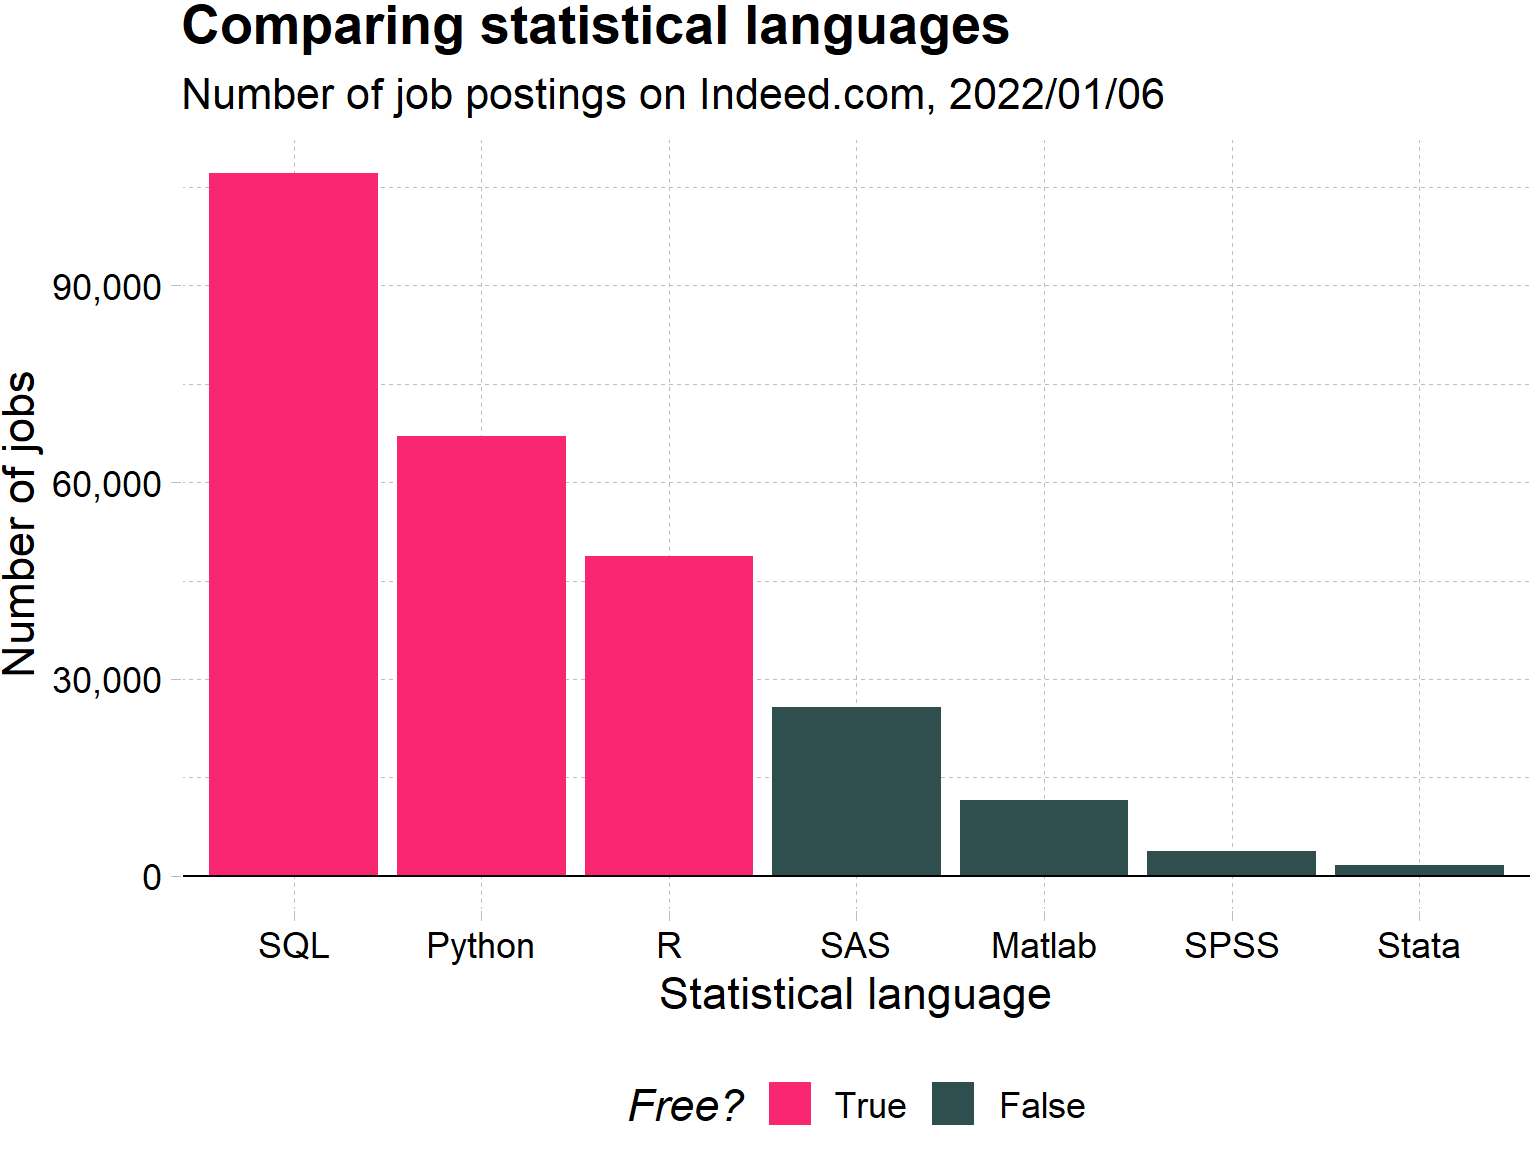 Comparing statistical languages
Number of job postings on Indeed.com, 2022/01/06
Number of jobs
90,000
60,000
30,000
0
SQL Python R SAS Matlab SPSS Stata
Statistical language
Free? True False